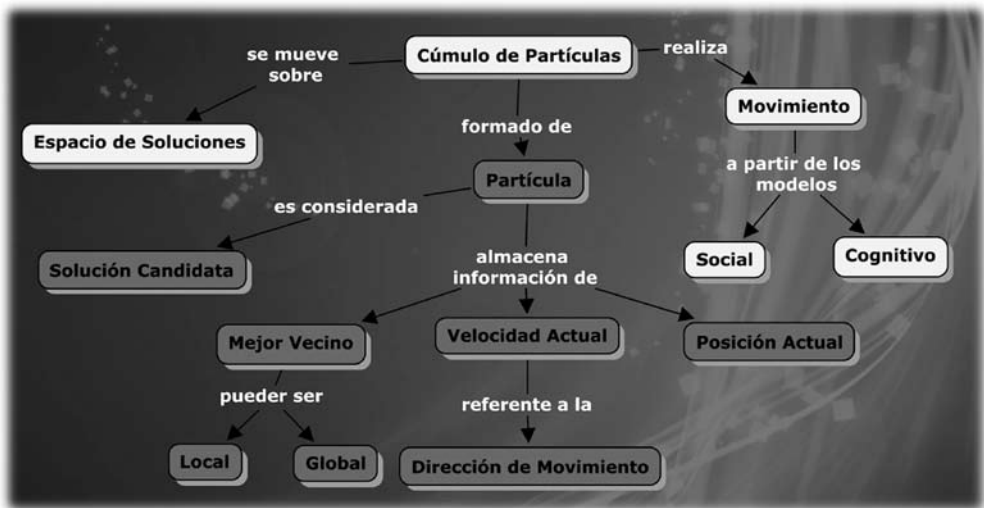 Cúmulo de Partículas
se mueve
sobre
realiza
Espacio de Soluciones
Movimiento
formado de
a partir de los
modelos
Partícula
es considerada
Social
Cognitivo
Solución Candidata
almacena
información de
Mejor Vecino
Velocidad Actual
Posición Actual
pueder ser
referente a la
Local
Global
Dirección de Movimiento